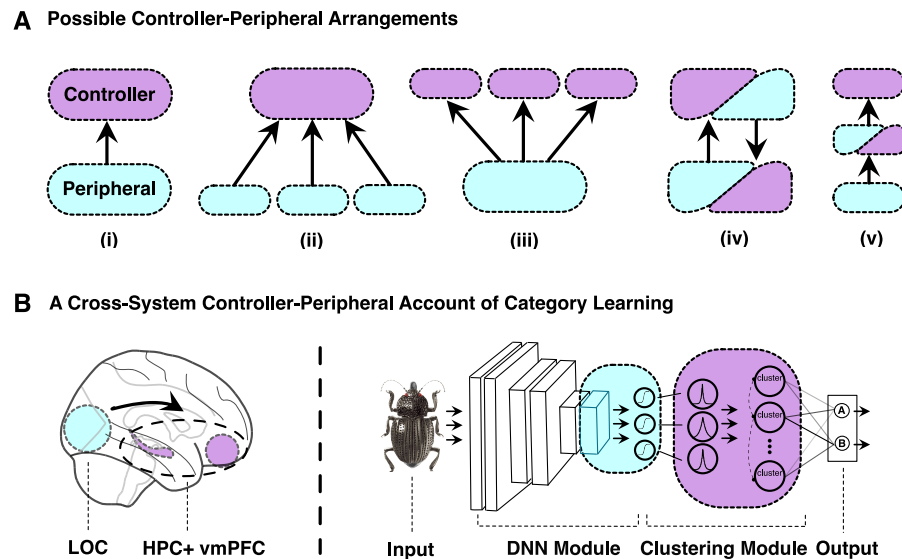 A Possible Controller-Peripheral Arrangements
Controller
Peripheral
(i) (ii) (iii) (iv) (v)
B A Cross-System Controller-Peripheral Account of Category Learning
cluster
cluster
cluster
A
B
LOC HPC+ vmPFC Input DNN Module Clustering Module Output